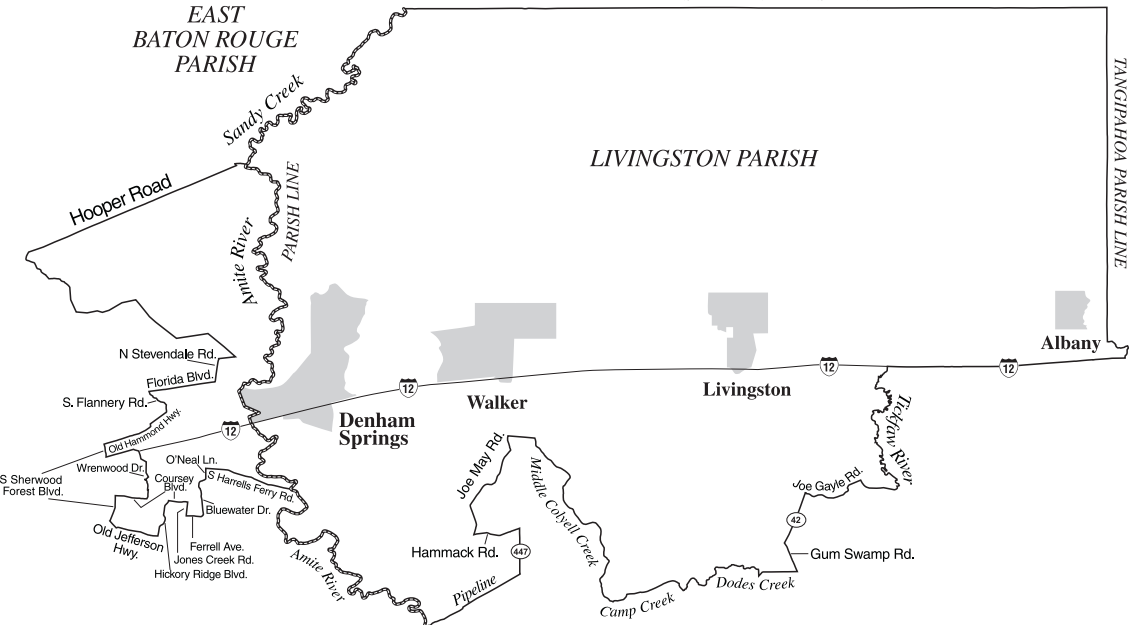 EAST
BATON ROUGE
PARISH
Sandy Creek
TANGIPAHOA PARISH LINE
LIVINGSTON PARISH
Hooper Road
PARISH LINE
Amite River
N Stevendale Rd.
Albany
Florida Blvd.
12
12
12
Livingston
S. Flannery Rd.
Walker
Tickfaw River
Old Hammond Hwy.
12
Denham
Springs
Wrenwood Dr.
O'Neal Ln.
Joe May Rd.
S Sherwood
Forest Blvd.
Coursey
Blvd.
S Harrells Ferry Rd.
Middle Colyell Creek
Joe Gayle Rd.
Bluewater Dr.
42
Old Jefferson
Hwy.
Ferrell Ave.
Jones Creek Rd.
Hickory Ridge Blvd.
Hammack Rd.
447
Gum Swamp Rd.
Amite River
Pipeline
Dodes Creek
Camp Creek